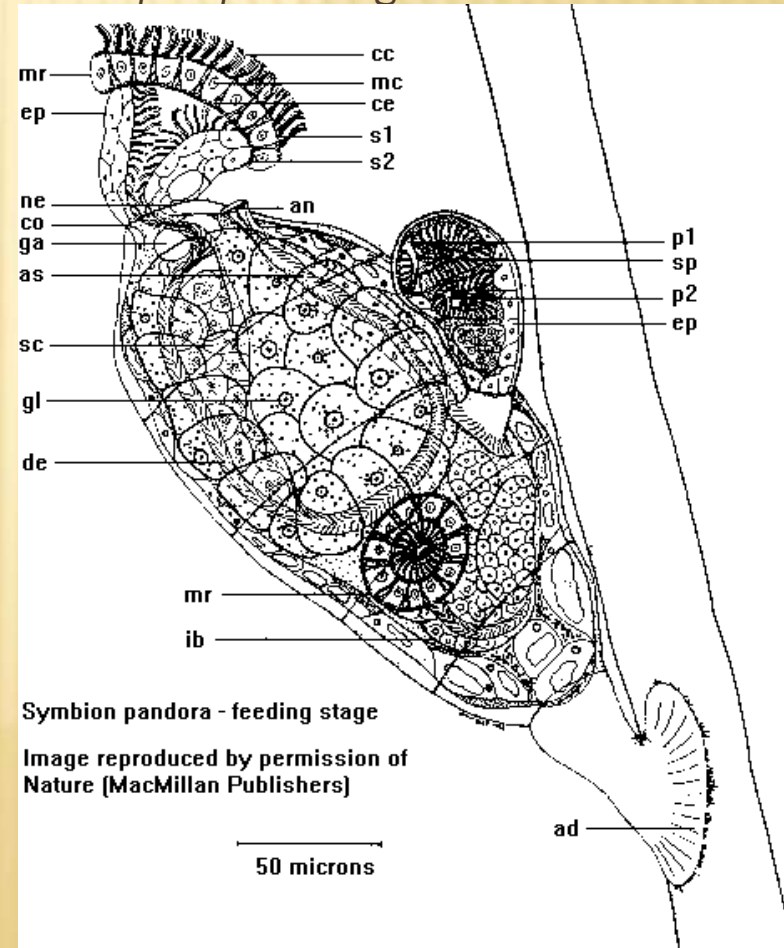 cc
mr
mc
ep
ce
s1
s2
ne
an
co
ga
p1
sp
as
p2
ep
sc
gl
de
mr
ib
Symbion pandora - feeding stage
Image reproduced by permission of
Nature (MacMillan Publishers)
ad
50 microns